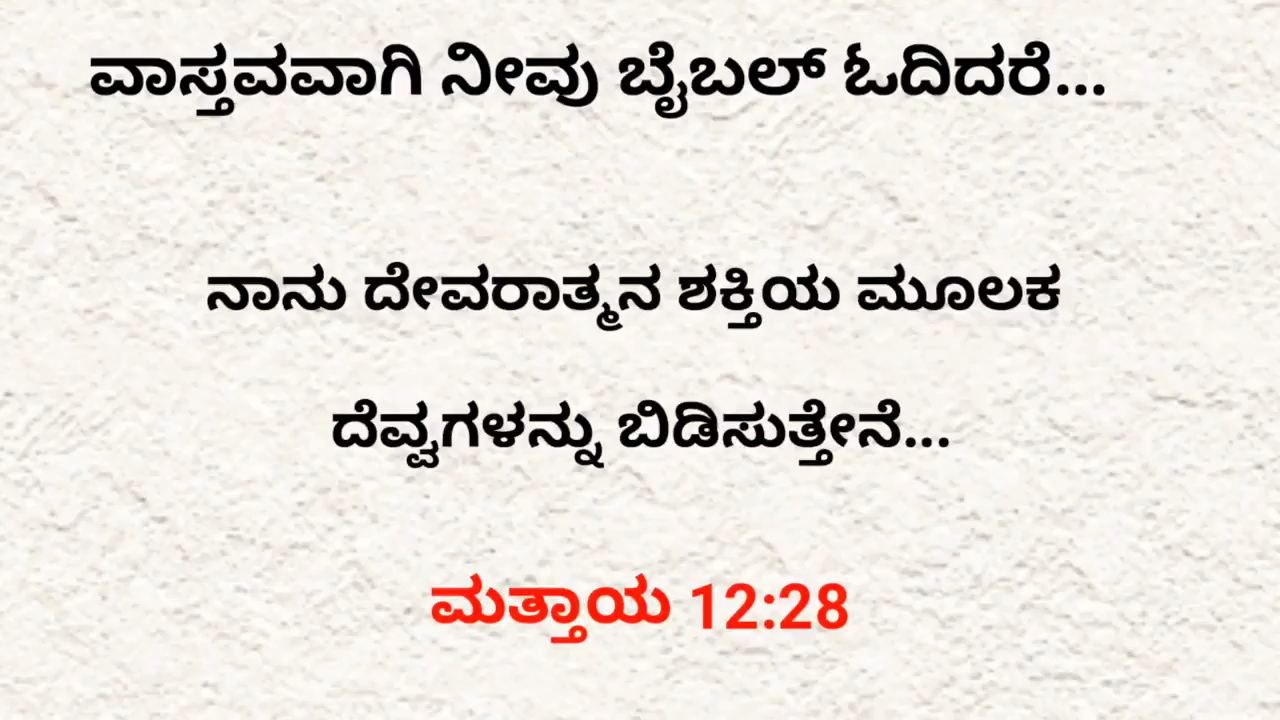 ವಾಸ್ತವವಾಗಿ ನೀವು ಬೈಬಲ್ ಓದಿದರೆ...
ನಾನು ದೇವರಾತ್ಮನ ಶಕ್ತಿಯ ಮೂಲಕ
ದೆವ್ವಗಳನ್ನು ಬಿಡಿಸುತ್ತೇನೆ...
ಮತ್ತಾಯ 12:28